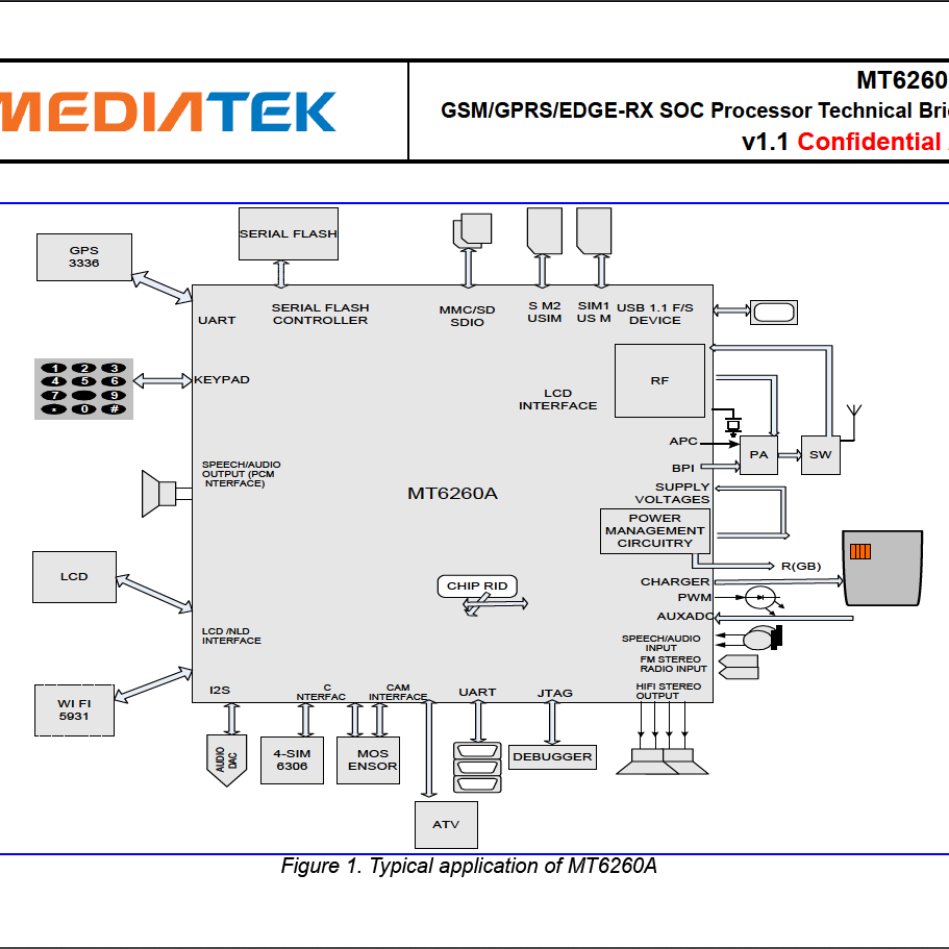 MEDIATEK
MT6260
GSM/GPRS/EDGE-RX SOC Processor Technical Bri
v1.1 Confidential
SERIAL FLASH
GPS
3336
UART
SERIAL FLASH
CONTROLLER
MMC/SD
SDIO
S M2
USIM
SIM1
US M
USB 1.1 F/S
DEVICE
1 2 3
4 5 6
7 9
* 0 #
KEYPAD
LCD
INTERFACE
RF
APC
BPI
PA
SW
SPEECH/AUDIO
OUTPUT (PCM
NTERFACE)
MT6260A
SUPPLY
VOLTAGES
POWER
MANAGEMENT
CIRCUITRY
R(GB)
LCD
CHIP RID
CHARGER
PWM
AUXADC
LCD /NLD
INTERFACE
SPEECH/AUDIO
INPUT
FM STEREO
RADIO INPUT
WI FI
5931
I2S
C
NTERFAC
CAM
INTERFACE
UART
JTAG
HIFI STEREO
OUTPUT
AUDIO
DAC
4-SIM
6306
MOS
ENSOR
DEBUGGER
ATV
Figure 1. Typical application of MT6260A